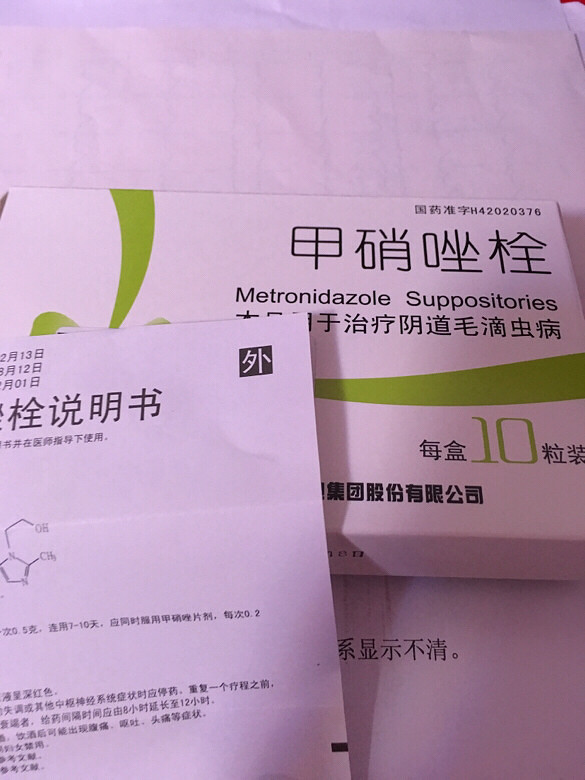 国药准字H42020376
甲硝唑栓
Metronidazole Suppositories
用于治疗阴道毛滴虫病
每盒10粒装
集团股份有限公司
2月13日
月12日
月01日
外
栓说明书
书并在医师指导下使用。
OH
N
CH₃
N
次0.5克，连用7-10天，应同时服用甲硝唑片剂，每次0.2
液呈深红色。
失调或其他中枢神经系统症状时应停药，重复一个疗程之前，
衰竭者，给药间隔时间应由8小时延长至12小时。
饮酒后可能出现腹痛、呕吐、头痛等症状。
妇女禁用。
参考文献。
参考文献。
系显示不清。